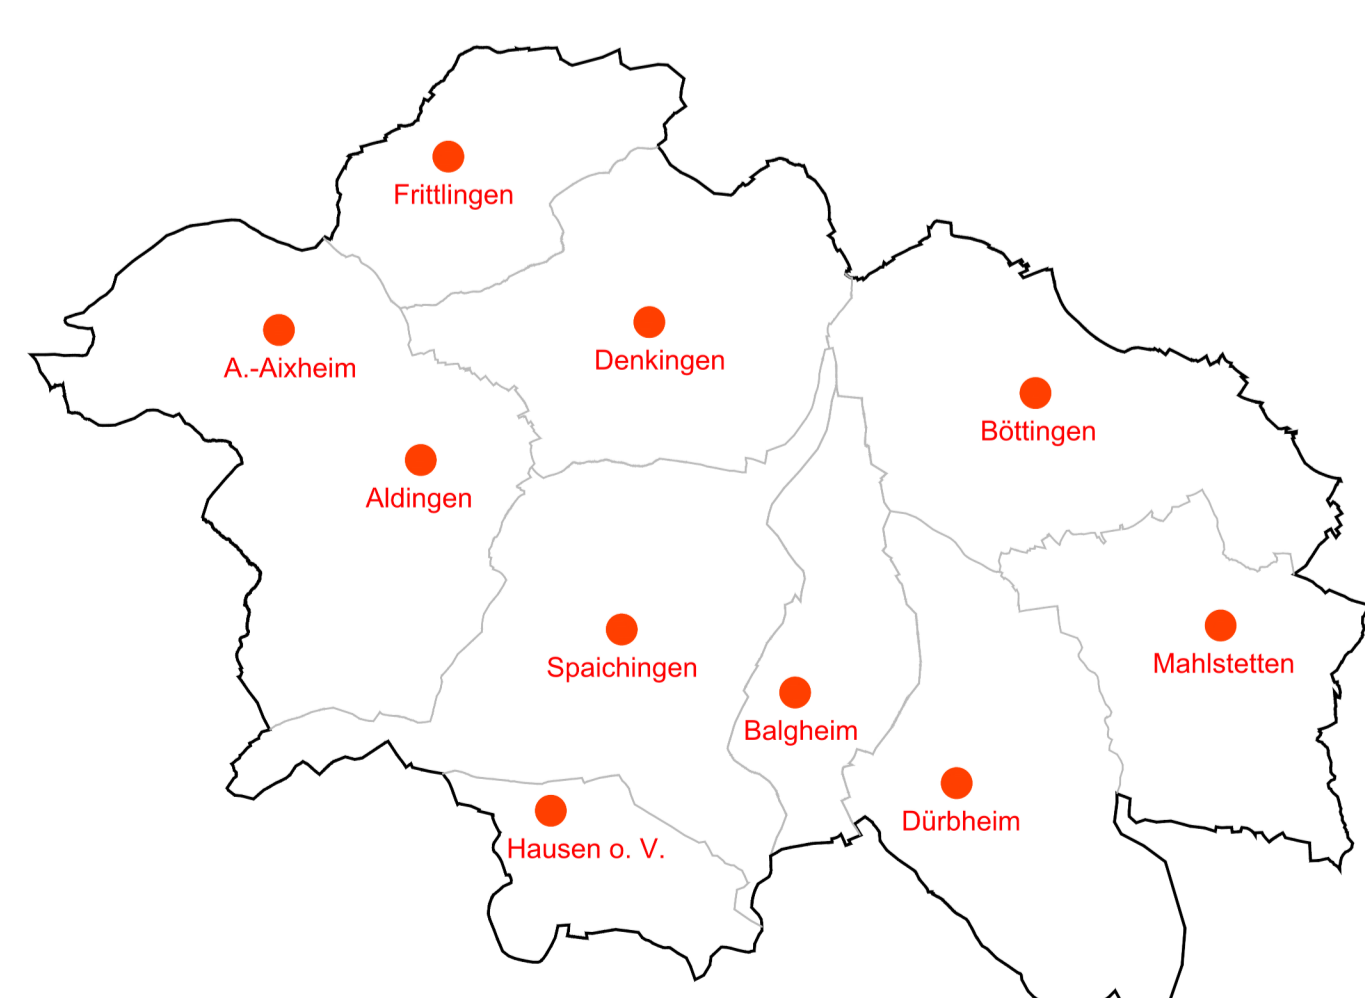 Frittlingen
A.-Aixheim
Denkingen
Böttingen
Aldingen
Spaichingen
Mahlstetten
Balgheim
Dürbheim
Hausen o. V.